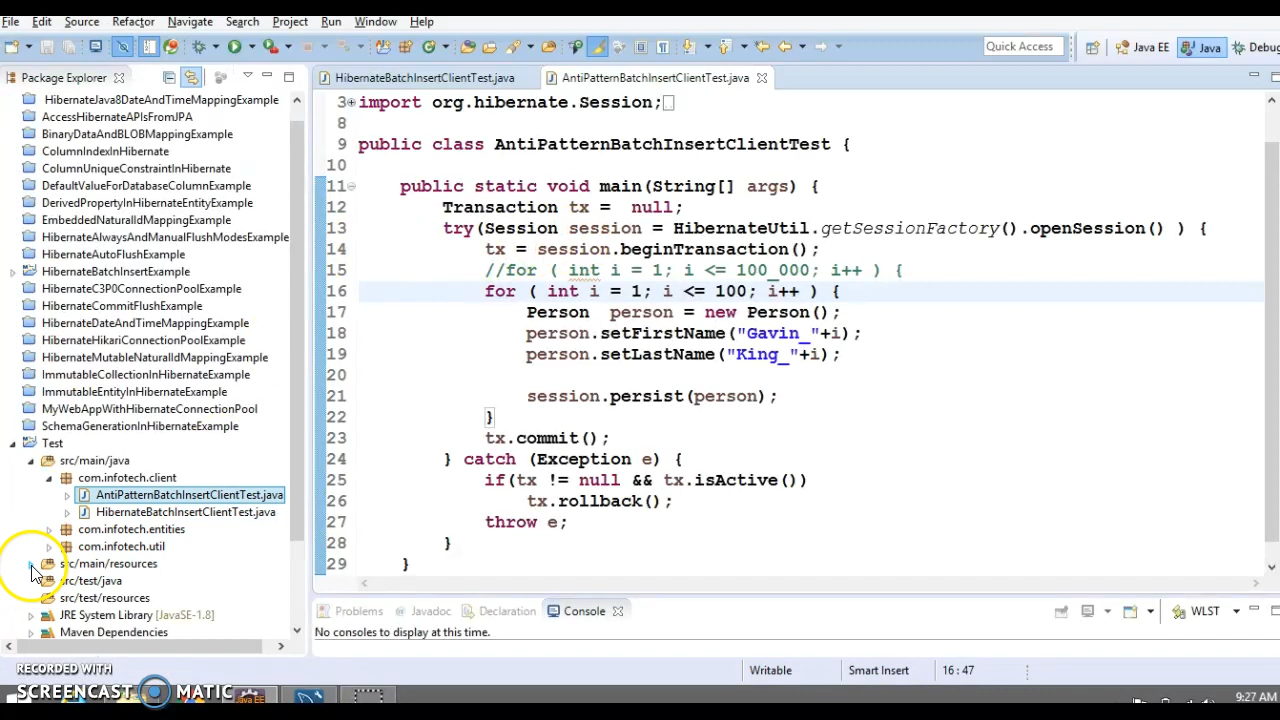 File Edit Source Refactor Navigate Search Project Run Window Help
Quick Access Java EE Java Debug
Package Explorer
HibernateJava8DateAndTimeMappingExample
AccessHibernateAPIsFromJPA
BinaryDataAndBLOBMappingExample
ColumnIndexInHibernate
ColumnUniqueConstraintInHibernate
DefaultValueForDatabaseColumnExample
DerivedPropertyInHibernateEntityExample
EmbeddedNaturalIdMappingExample
HibernateAlwaysAndManualFlushModesExample
HibernateAutoFlushExample
HibernateBatchInsertExample
HibernateC3P0ConnectionPoolExample
HibernateCommitFlushExample
HibernateDateAndTimeMappingExample
HibernateHikariConnectionPoolExample
HibernateMutableNaturalIdMappingExample
ImmutableCollectionInHibernateExample
ImmutableEntityInHibernateExample
MyWebAppWithHibernateConnectionPool
SchemaGenerationInHibernateExample
Test
src/main/java
com.infotech.client
AntiPatternBatchInsertClientTest.java
HibernateBatchInsertClientTest.java
com.infotech.entities
com.infotech.util
src/main/resources
src/test/java
src/test/resources
JRE System Library [JavaSE-1.8]
Maven Dependencies
HibernateBatchInsertClientTest.java AntiPatternBatchInsertClientTest.java
3 import org.hibernate.Session;
8
9 public class AntiPatternBatchInsertClientTest {
10
11 public static void main(String[] args) {
12 Transaction tx = null;
13 try(Session session = HibernateUtil.getSessionFactory().openSession() ) {
14 tx = session.beginTransaction();
15 //for ( int i = 1; i <= 100_000; i++ ) {
16 for ( int i = 1; i <= 100; i++ ) {
17 Person person = new Person();
18 person.setFirstName("Gavin_"+i);
19 person.setLastName("King_"+i);
20
21 session.persist(person);
22 }
23 tx.commit();
24 } catch (Exception e) {
25 if(tx != null && tx.isActive())
26 tx.rollback();
27 throw e;
28 }
29 }
Problems Javadoc Declaration Console WLST
No consoles to display at this time.
Writable Smart Insert 16 : 47
RECORDED WITH
SCREENCAST MATIC
9:27 AM